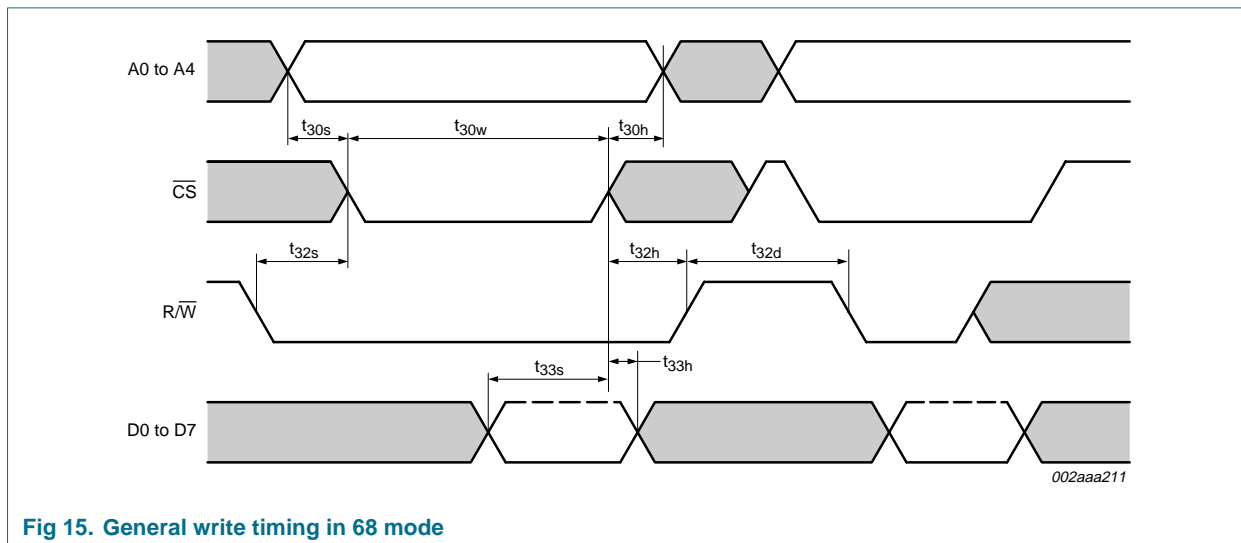 A0 to A4
t30s
t30w
t30h
CS
t32s
t32h
t32d
R/W
t33s
t33h
D0 to D7
002aaa211
Fig 15. General write timing in 68 mode